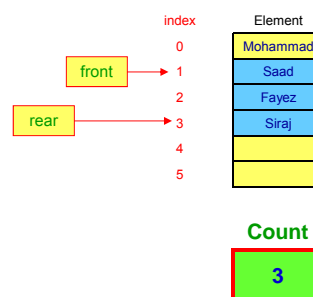 index Element
0 Mohammad
front 1 Saad
2 Fayez
rear 3 Siraj
4
5
Count
3